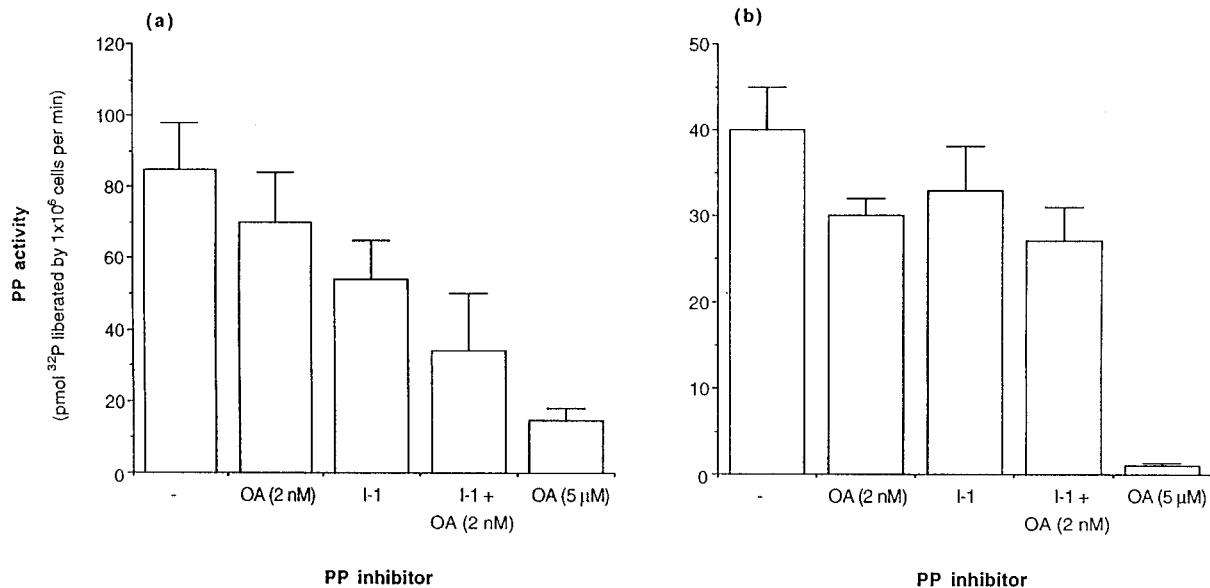 (a)
PP activity
(pmol ³²P liberated by 1x10⁶ cells per min)
120
100
80
60
40
20
0
-
OA (2 nM)
I-1
I-1 +
OA (2 nM)
OA (5 µM)
PP inhibitor
(b)
50
40
30
20
10
0
-
OA (2 nM)
I-1
I-1 +
OA (2 nM)
OA (5 µM)
PP inhibitor